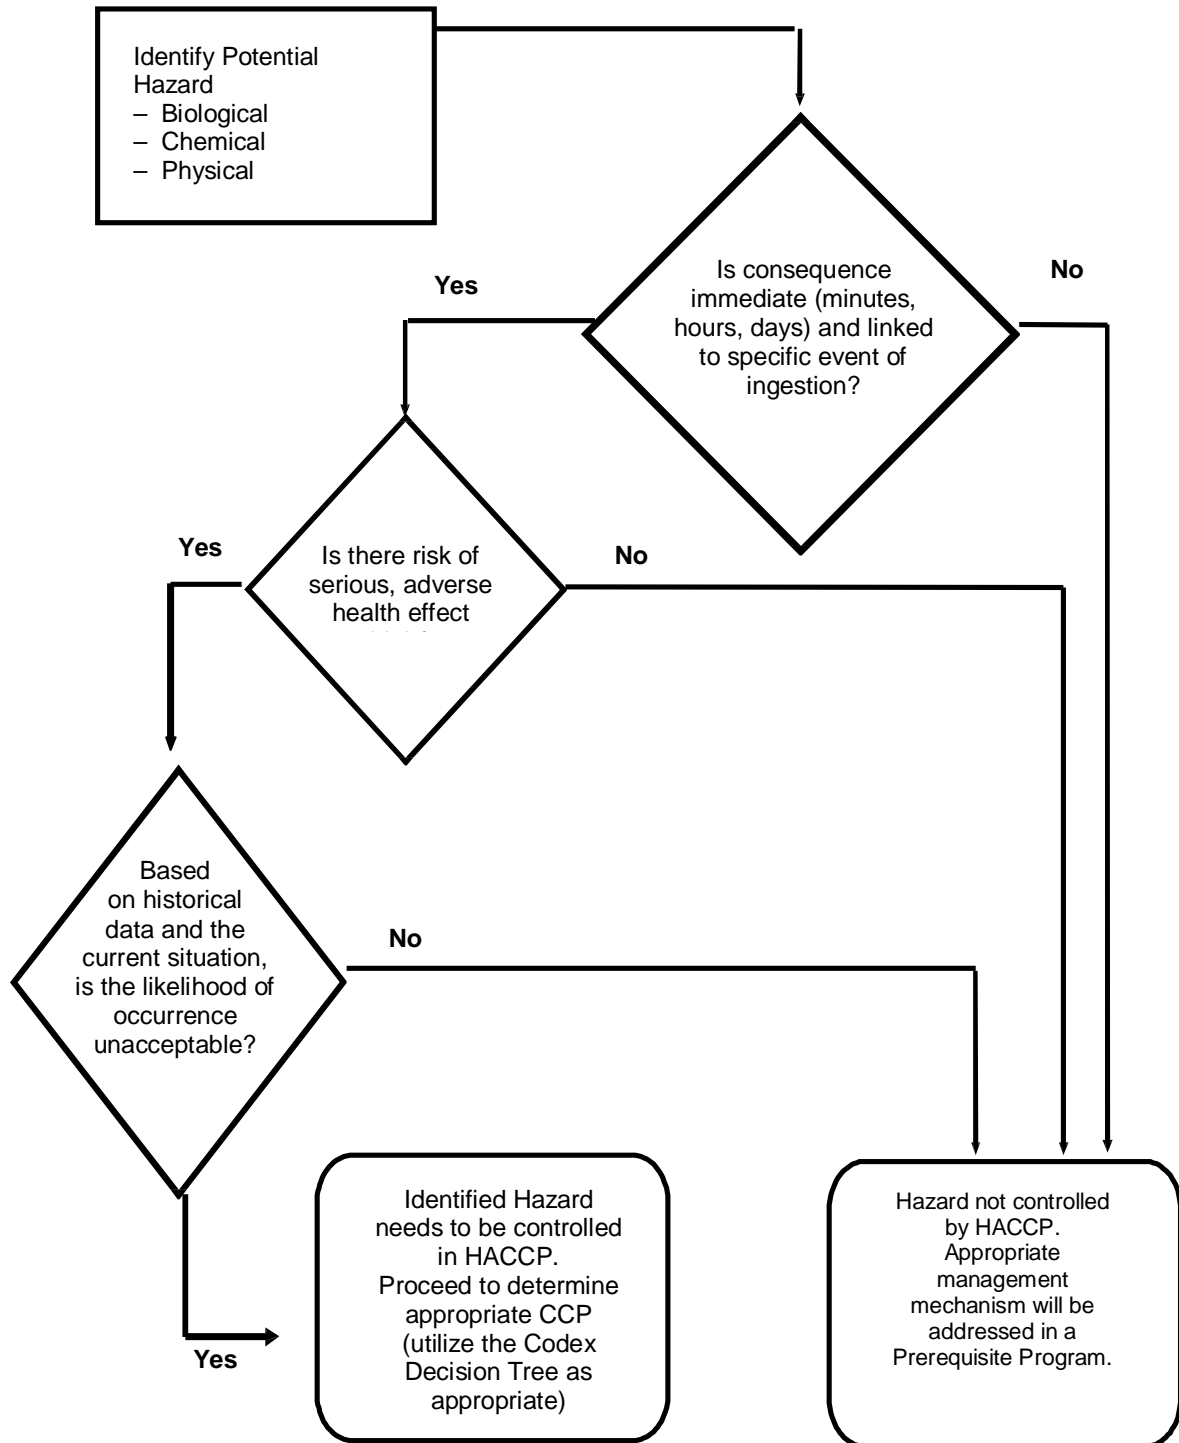 Identify Potential
Hazard
– Biological
– Chemical
– Physical
Is consequence
immediate (minutes,
hours, days) and linked
to specific event of
ingestion?
Yes
No
Is there risk of
serious, adverse
health effect
Yes
No
Based
on historical
data and the
current situation,
is the likelihood of
occurrence
unacceptable?
No
Yes
Identified Hazard
needs to be controlled
in HACCP.
Proceed to determine
appropriate CCP
(utilize the Codex
Decision Tree as
appropriate)
Hazard not controlled
by HACCP.
Appropriate
management
mechanism will be
addressed in a
Prerequisite Program.